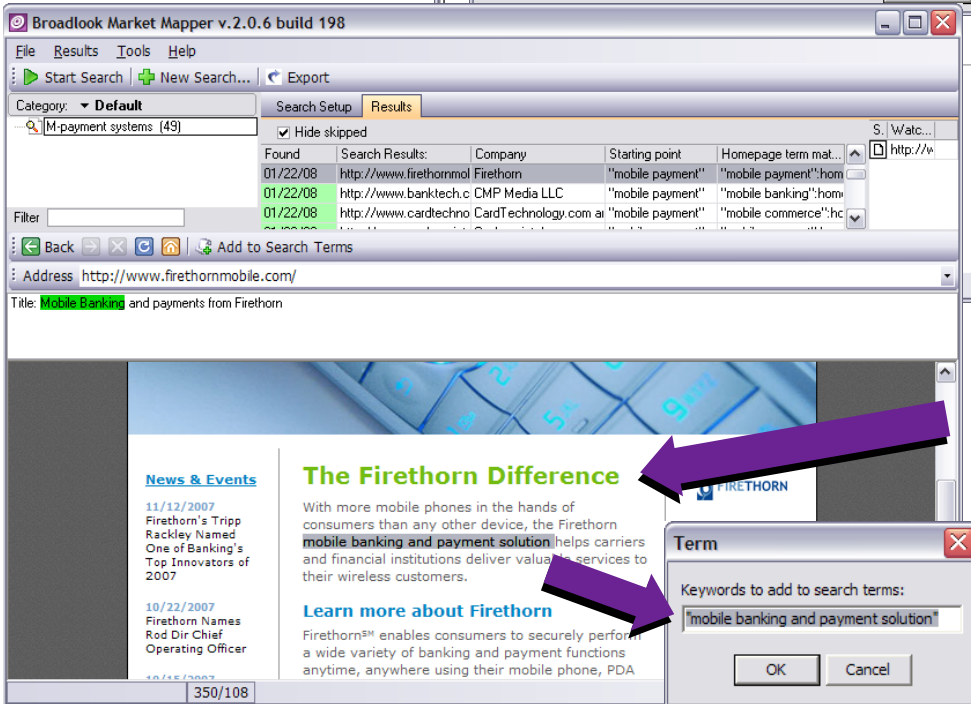 Broadlook Market Mapper v.2.0.6 build 198
File Results Tools Help
Start Search New Search... Export
Category: Default
M-payment systems (49)
Filter
Search Setup Results
Hide skipped
Found Search Results: Company Starting point Homepage term mat...
01/22/08 http://www.firethornmol Firethorn "mobile payment" "mobile payment":hom
01/22/08 http://www.banktech.c CMP Media LLC "mobile payment" "mobile banking":hom
01/22/08 http://www.cardtechno CardTechnology.com ar "mobile payment" "mobile commerce":hc
S. Watc...
http://w
Back Add to Search Terms
Address http://www.firethornmobile.com/
Title: Mobile Banking and payments from Firethorn
News & Events
11/12/2007
Firethorn's Tripp
Rackley Named
One of Banking's
Top Innovators of
2007
10/22/2007
Firethorn Names
Rod Dir Chief
Operating Officer
10/15/2007
The Firethorn Difference
With more mobile phones in the hands of
consumers than any other device, the Firethorn
mobile banking and payment solution helps carriers
and financial institutions deliver valuable services to
their wireless customers.
Learn more about Firethorn
Firethorn℠ enables consumers to securely perform
a wide variety of banking and payment functions
anytime, anywhere using their mobile phone, PDA
FIRETHORN
Term
Keywords to add to search terms:
"mobile banking and payment solution"
OK Cancel
350/108